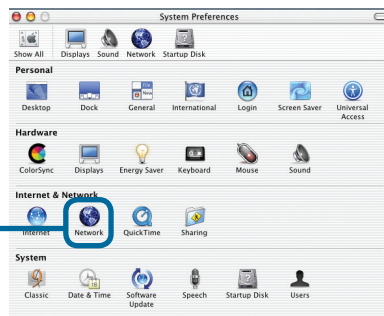 System Preferences
Show All Displays Sound Network Startup Disk
Personal
Desktop Dock General International Login Screen Saver Universal Access
Hardware
ColorSync Displays Energy Saver Keyboard Mouse Sound
Internet & Network
Internet Network QuickTime Sharing
System
Classic Date & Time Software Update Speech Startup Disk Users